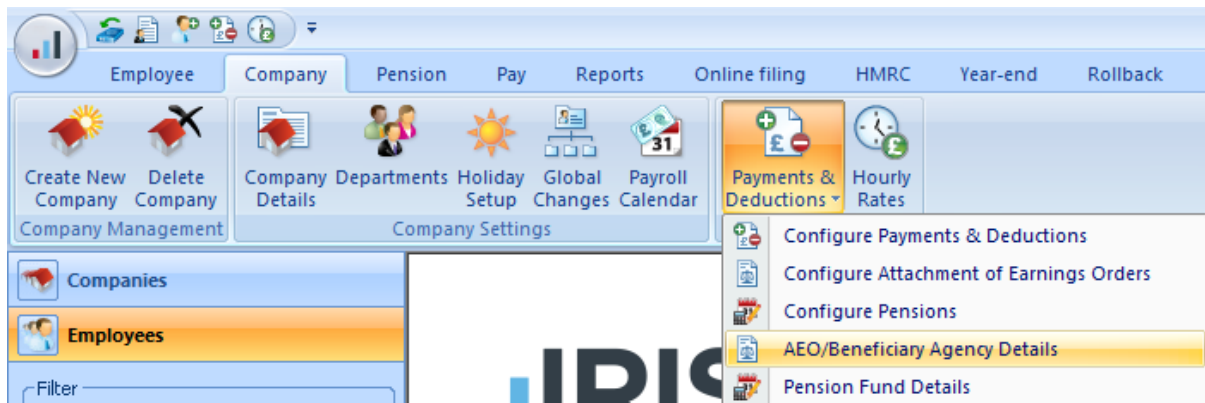 Employee Company Pension Pay Reports Online filing HMRC Year-end Rollback
Create New Company
Delete Company
Company Details
Departments
Holiday Setup
Global Changes
Payroll Calendar
31
Payments & Deductions
Hourly Rates
Company Management
Company Settings
Configure Payments & Deductions
Configure Attachment of Earnings Orders
Configure Pensions
AEO/Beneficiary Agency Details
Pension Fund Details
Companies
Employees
Filter
IRIS